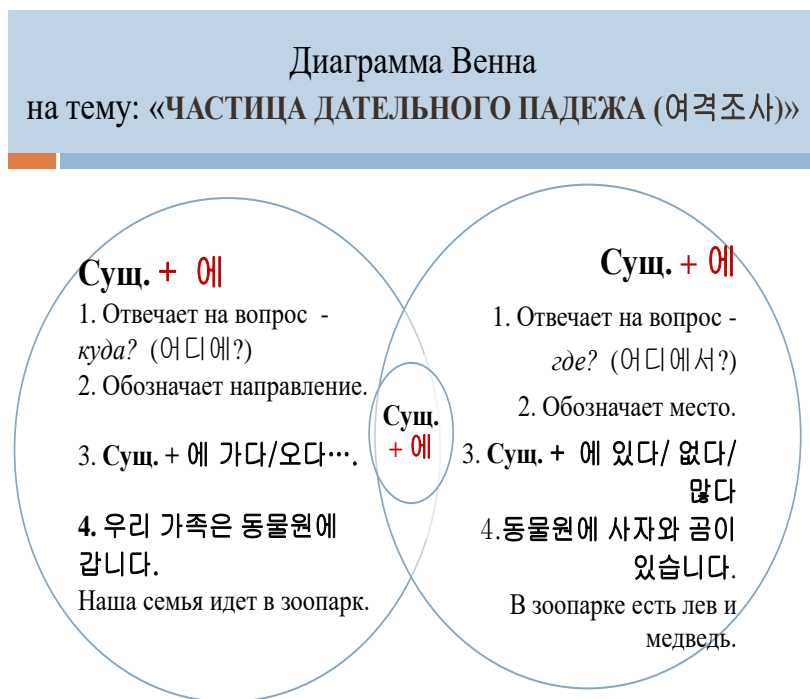 Диаграмма Венна
на тему: «ЧАСТИЦА ДАТЕЛЬНОГО ПАДЕЖА (여격조사)»
Сущ. + 에
1. Отвечает на вопрос -
куда? (어디에?)
2. Обозначает направление.
3. Сущ. + 에 가다/오다….
4. 우리 가족은 동물원에
갑니다.
Наша семья идет в зоопарк.
Сущ.
+ 에
Сущ. + 에
1. Отвечает на вопрос -
где? (어디에서?)
2. Обозначает место.
3. Сущ. + 에 있다/ 없다/
많다
4.동물원에 사자와 곰이
있습니다.
В зоопарке есть лев и
медведь.